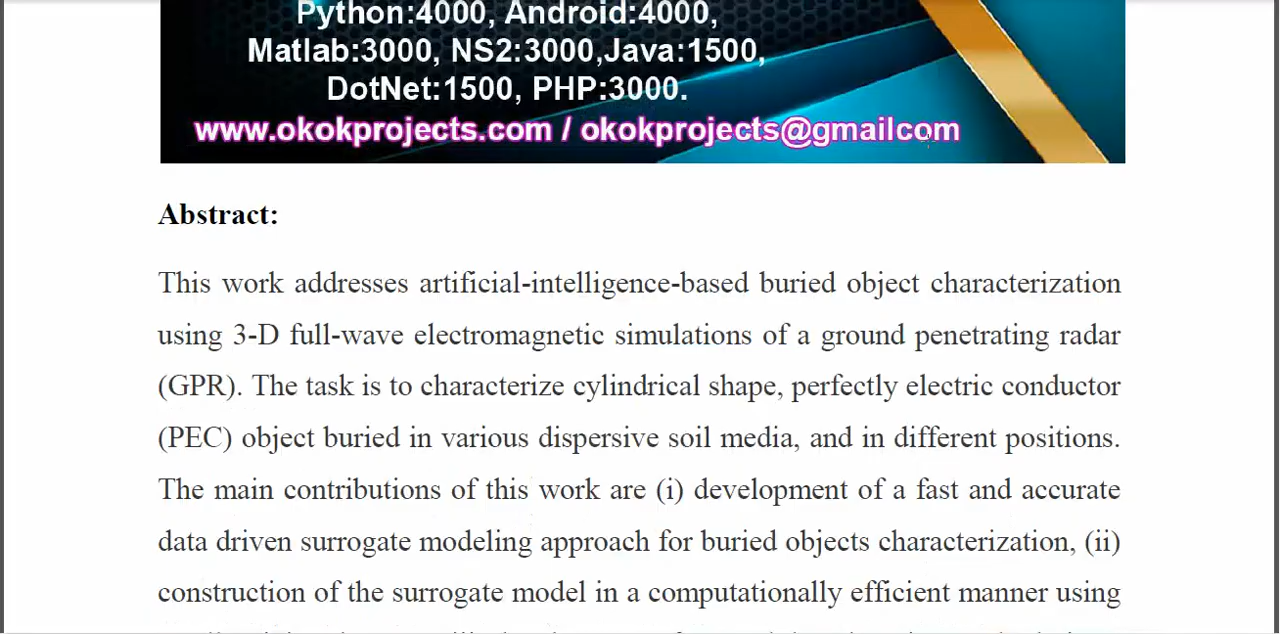 Python:4000, Android:4000,
Matlab:3000, NS2:3000,Java:1500,
DotNet:1500, PHP:3000.
www.okokprojects.com / okokprojects@gmailcom
Abstract:
This work addresses artificial-intelligence-based buried object characterization
using 3-D full-wave electromagnetic simulations of a ground penetrating radar
(GPR). The task is to characterize cylindrical shape, perfectly electric conductor
(PEC) object buried in various dispersive soil media, and in different positions.
The main contributions of this work are (i) development of a fast and accurate
data driven surrogate modeling approach for buried objects characterization, (ii)
construction of the surrogate model in a computationally efficient manner using